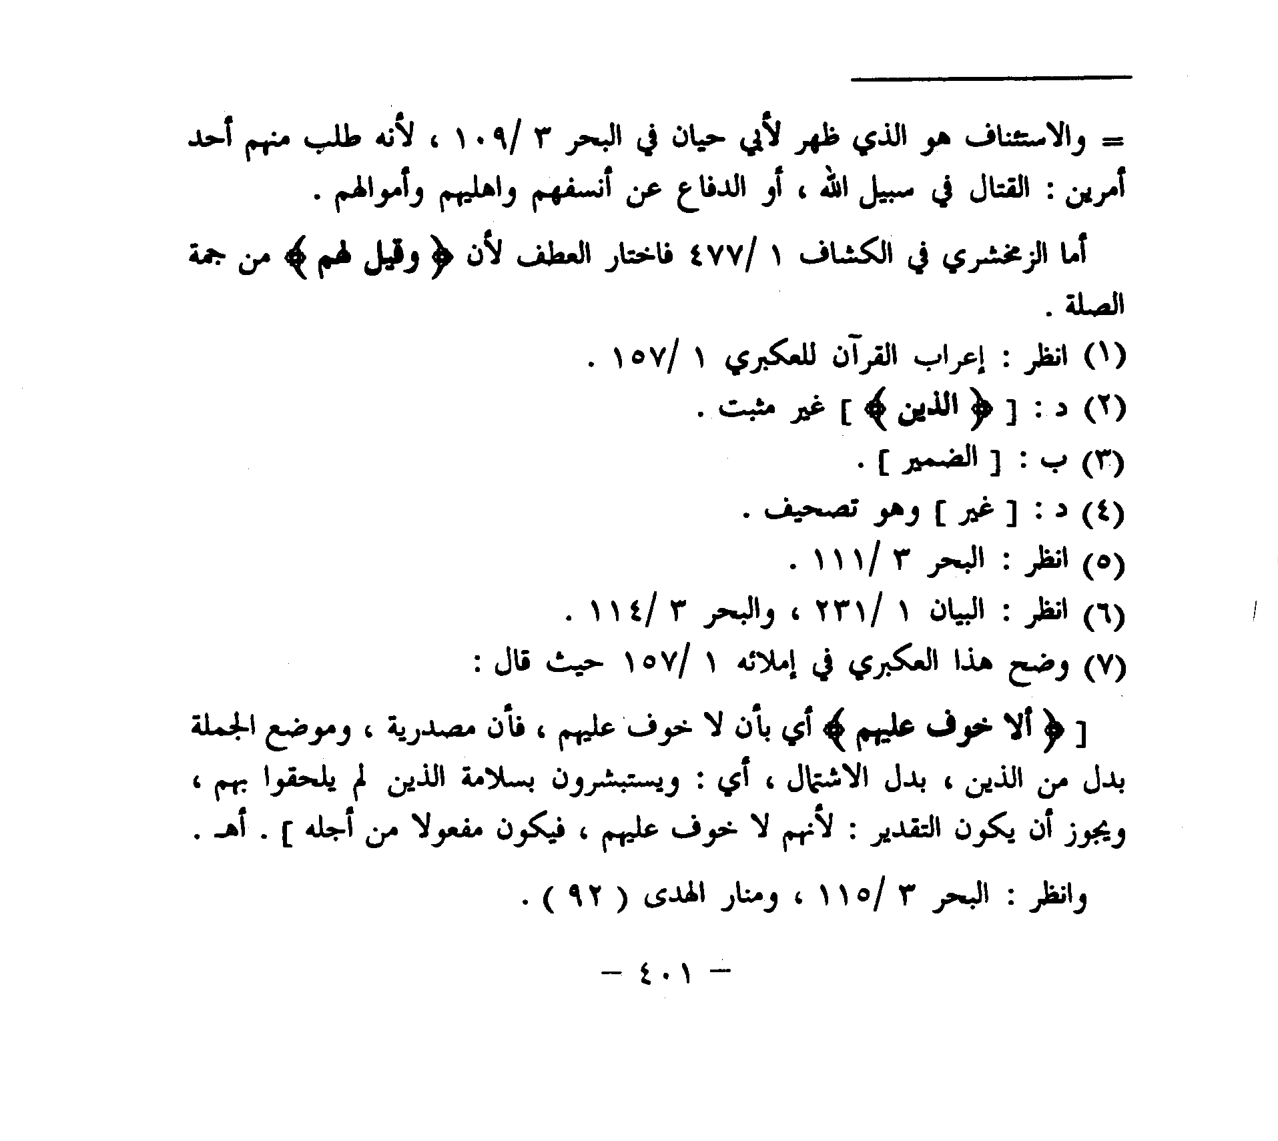 = والاستئناف هو الذي ظهر لأبي حيان في البحر ٣ /١٠٩ ، لأنه طلب منهم أحد
أمرين : القتال في سبيل الله ، أو الدفاع عن أنسفهم واهليهم وأموالهم .
أما الزمخشري في الكشاف ١ /٤٧٧ فاختار العطف لأن ﴿ وقيل لهم ﴾ من جمة
الصلة .
(١) انظر : إعراب القرآن للعكبري ١ /١٥٧ .
(٢) د : [ ﴿ الذين ﴾ ] غير مثبت .
(٣) ب : [ الضمير ] .
(٤) د : [ غير ] وهو تصحيف .
(٥) انظر : البحر ٣ /١١١ .
(٦) انظر : البيان ١ /٢٣١ ، والبحر ٣ /١١٤ .
(٧) وضح هذا العكبري في إملائه ١ /١٥٧ حيث قال :
[ ﴿ ألا خوف عليهم ﴾ أي بأن لا خوف عليهم ، فأن مصدرية ، وموضع الجملة
بدل من الذين ، بدل الاشتمال ، أي : ويستبشرون بسلامة الذين لم يلحقوا بهم ،
ويجوز أن يكون التقدير : لأنهم لا خوف عليهم ، فيكون مفعولا من أجله ] . أهـ .
وانظر : البحر ٣ /١١٥ ، ومنار الهدى ( ٩٢ ) .
– ٤٠١ –